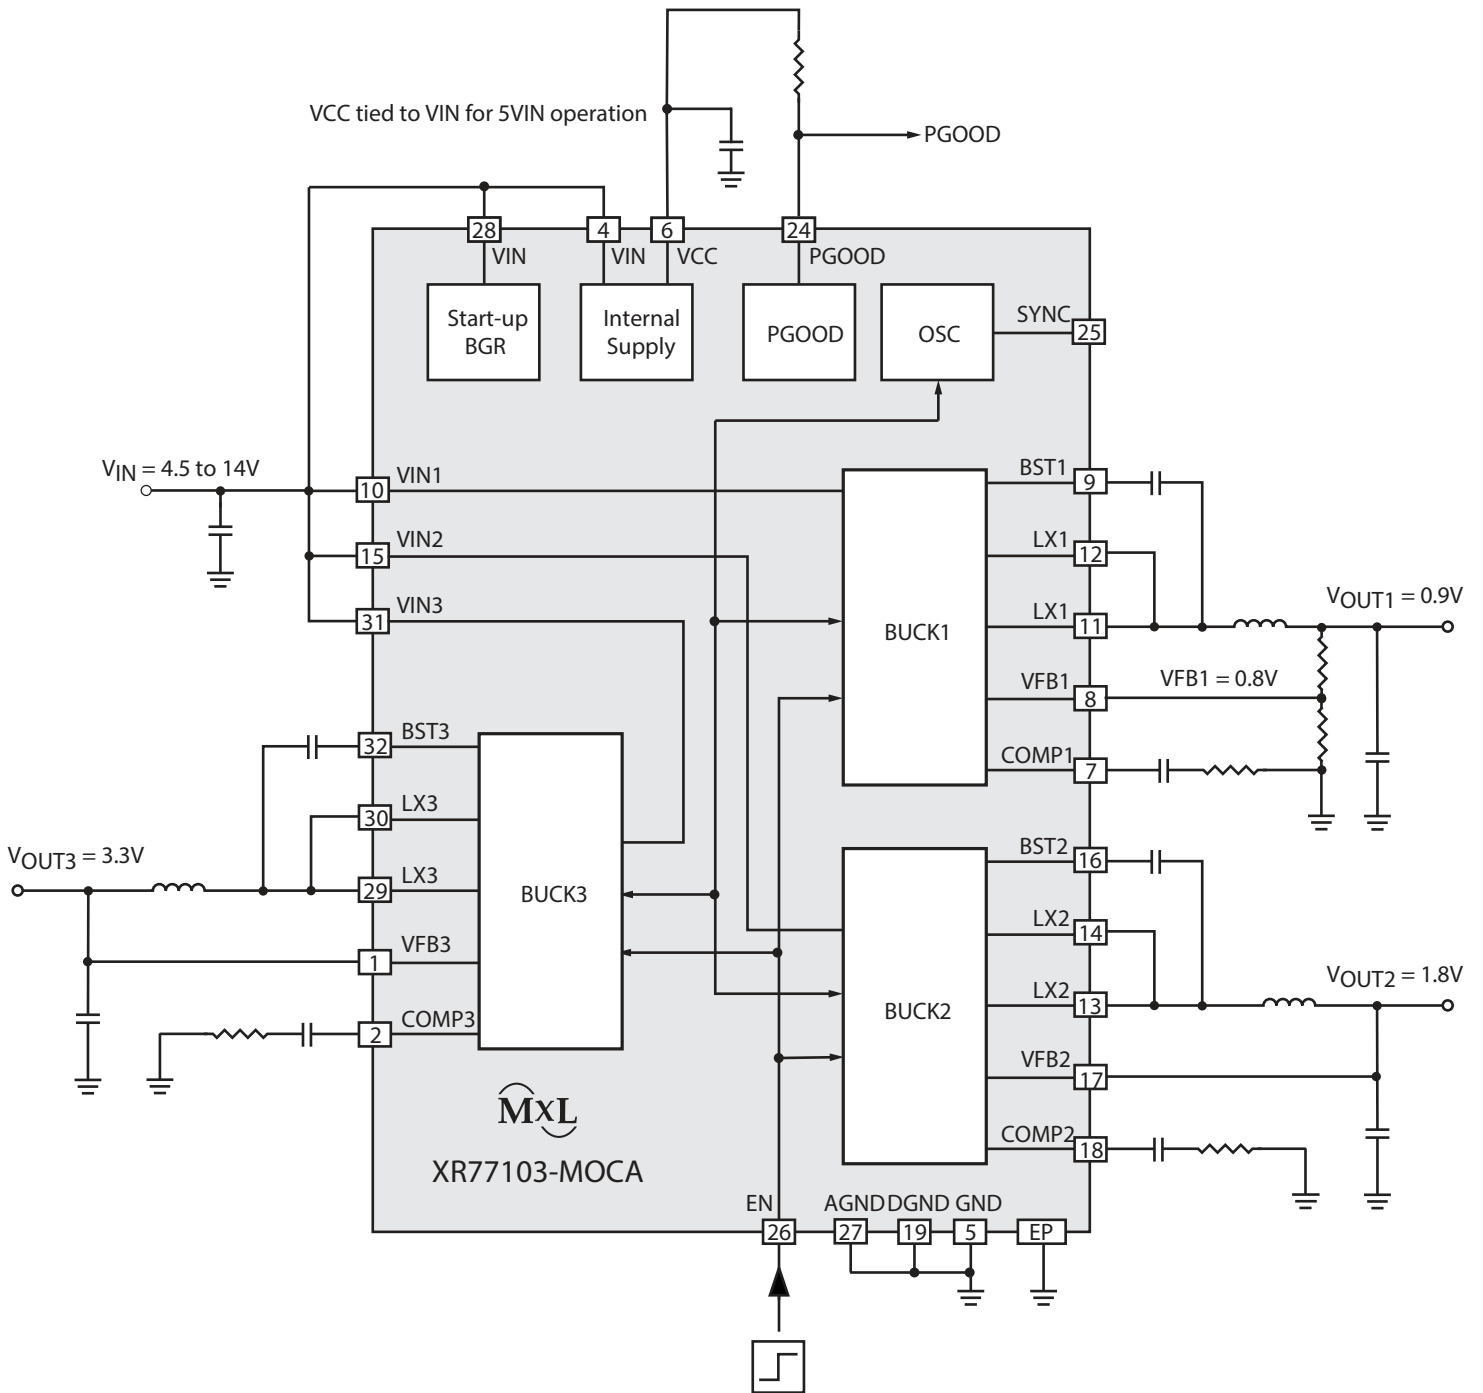 VCC tied to VIN for 5VIN operation
PGOOD
28
4
6
24
VIN
VIN
VCC
PGOOD
Start-up
BGR
Internal
Supply
PGOOD
OSC
SYNC
25
VIN = 4.5 to 14V
10
VIN1
15
VIN2
31
VIN3
BUCK1
BST1
9
LX1
12
LX1
11
VOUT1 = 0.9V
VFB1
8
VFB1 = 0.8V
COMP1
7
32
BST3
30
LX3
VOUT3 = 3.3V
29
LX3
BUCK3
1
VFB3
2
COMP3
BUCK2
BST2
16
LX2
14
LX2
13
VOUT2 = 1.8V
VFB2
17
COMP2
18
MxL
XR77103-MOCA
EN
AGND
DGND
GND
26
27
19
5
EP